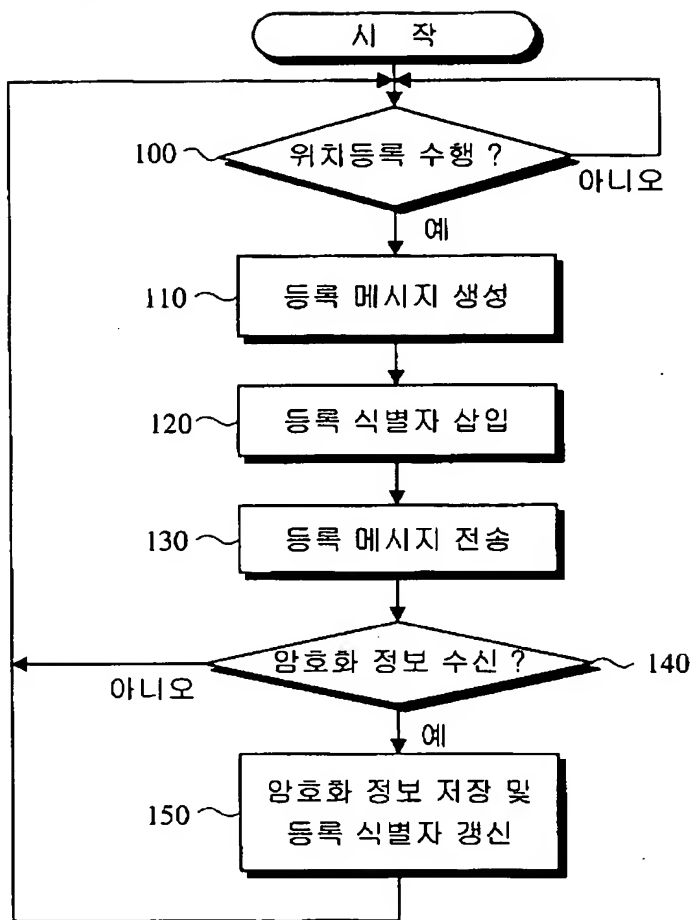 시 작
100 위치등록 수행 ?
아니오
예
110 등록 메시지 생성
120 등록 식별자 삽입
130 등록 메시지 전송
암호화 정보 수신 ? 140
아니오
예
150 암호화 정보 저장 및
등록 식별자 갱신